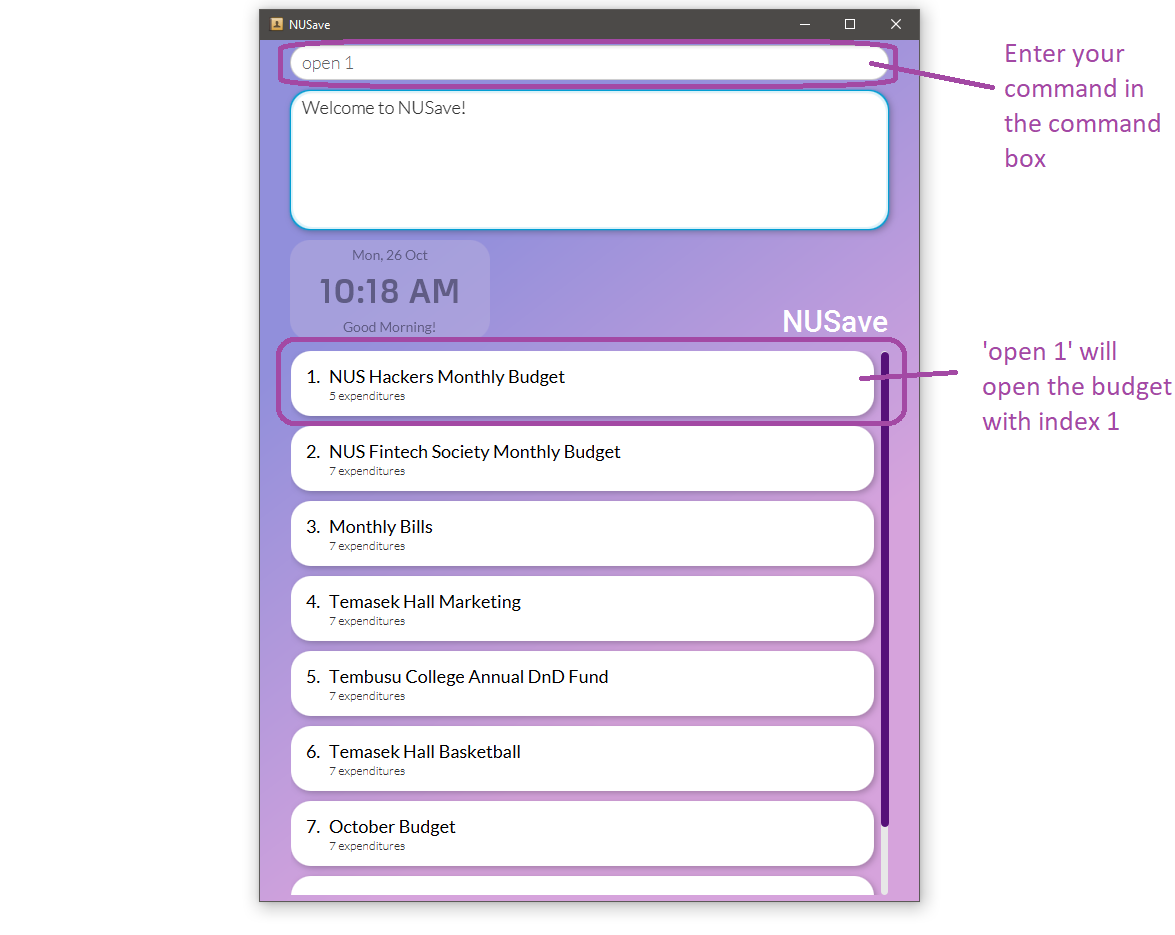 NUSave
open 1
Enter your
command in
the command
box
Welcome to NUSave!
Mon, 26 Oct
10:18 AM
Good Morning!
NUSave
'open 1' will
open the budget
with index 1
1. NUS Hackers Monthly Budget
5 expenditures
2. NUS Fintech Society Monthly Budget
7 expenditures
3. Monthly Bills
7 expenditures
4. Temasek Hall Marketing
7 expenditures
5. Tembusu College Annual DnD Fund
7 expenditures
6. Temasek Hall Basketball
7 expenditures
7. October Budget
7 expenditures